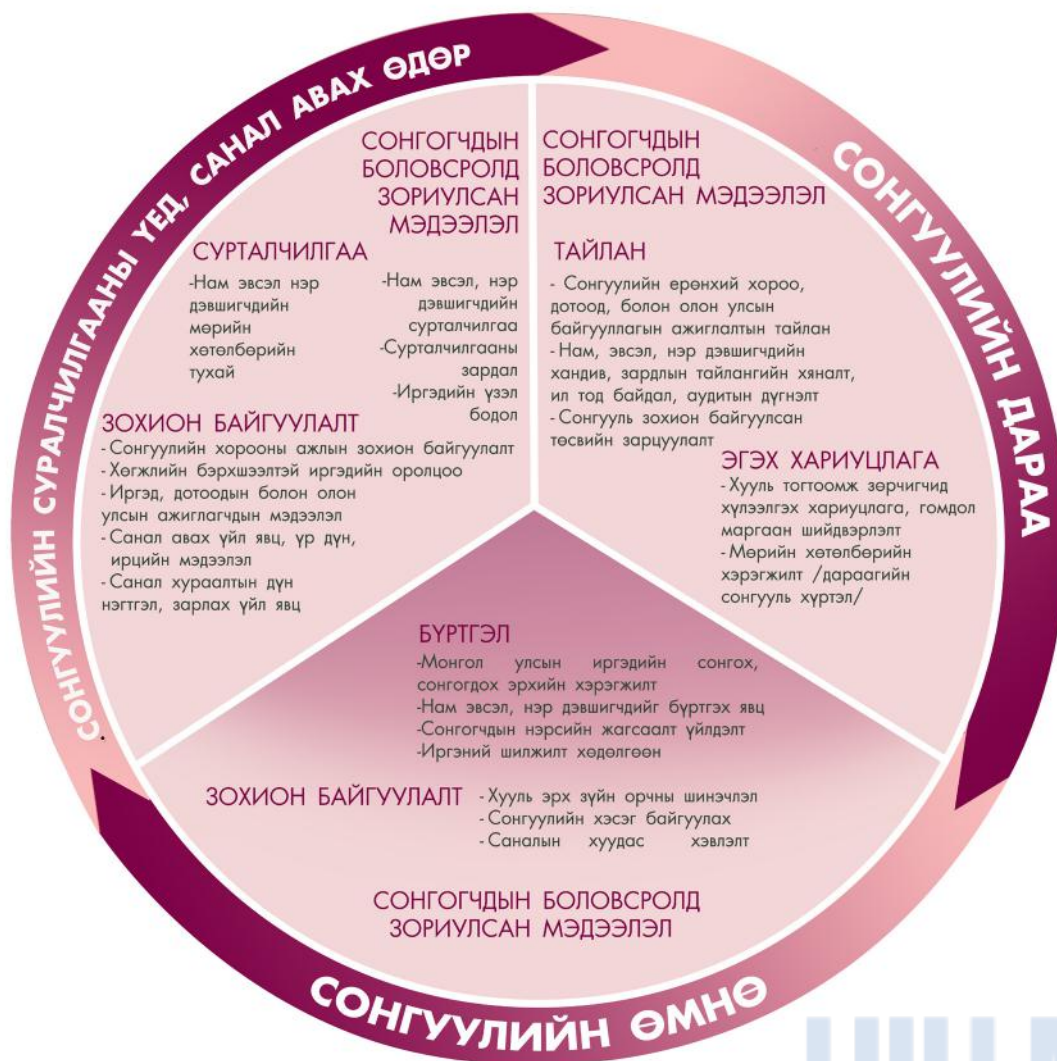 СОНГУУЛИЙН СУРАЛЧИЛГААНЫ ҮЕД, САНАЛ АВАХ ӨДӨР
СОНГОГЧДЫН
БОЛОВСРОЛД
ЗОРИУЛСАН
МЭДЭЭЛЭЛ
СУРТАЛЧИЛГАА
-Нам эвсэл нэр
дэвшигчдийн
мөрийн
хөтөлбөрийн
тухай
-Нам эвсэл, нэр
дэвшигчдийн
сурталчилгаа
-Сурталчилгааны
зардал
-Иргэдийн үзэл
бодол
ЗОХИОН БАЙГУУЛАЛТ
- Сонгуулийн хорооны ажлын зохион байгуулалт
- Хөгжлийн бэрхшээлтэй иргэдийн оролцоо
- Иргэд, дотоодын болон олон
улсын ажиглагчдын мэдээлэл
- Санал авах үйл явц, үр дүн,
ирцийн мэдээлэл
- Санал хураалтын дүн
нэгтгэл, зарлах үйл явц
СОНГУУЛИЙН ДАРАА
СОНГОГЧДЫН
БОЛОВСРОЛД
ЗОРИУЛСАН МЭДЭЭЛЭЛ
ТАЙЛАН
- Сонгуулийн ерөнхий хороо,
дотоод, болон олон улсын
байгууллагын ажиглалтын тайлан
- Нам, эвсэл, нэр дэвшигчдийн
хандив, зардлын тайлангийн хяналт,
ил тод байдал, аудитын дүгнэлт
- Сонгууль зохион байгуулсан
төсвийн зарцуулалт
ЭГЭХ ХАРИУЦЛАГА
- Хууль тогтоомж зөрчигчид
хүлээлгэх хариуцлага, гомдол
маргаан шийдвэрлэлт
- Мөрийн хөтөлбөрийн
хэрэгжилт /дараагийн
сонгууль хүртэл/
БҮРТГЭЛ
-Монгол улсын иргэдийн сонгох,
сонгогдох эрхийн хэрэгжилт
-Нам эвсэл, нэр дэвшигчдийг бүртгэх явц
-Сонгогчдын нэрсийн жагсаалт үйлдэлт
-Иргэний шилжилт хөдөлгөөн
ЗОХИОН БАЙГУУЛАЛТ
- Хууль эрх зүйн орчны шинэчлэл
- Сонгуулийн хэсэг байгуулах
- Саналын хуудас хэвлэлт
СОНГОГЧДЫН БОЛОВСРОЛД
ЗОРИУЛСАН МЭДЭЭЛЭЛ
СОНГУУЛИЙН ӨМНӨ